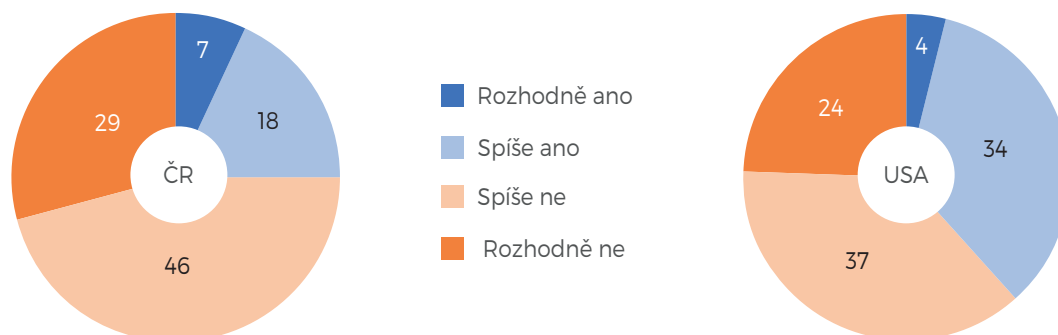 7
18
46
29
ČR
Rozhodně ano
Spíše ano
Spíše ne
Rozhodně ne
4
34
37
24
USA